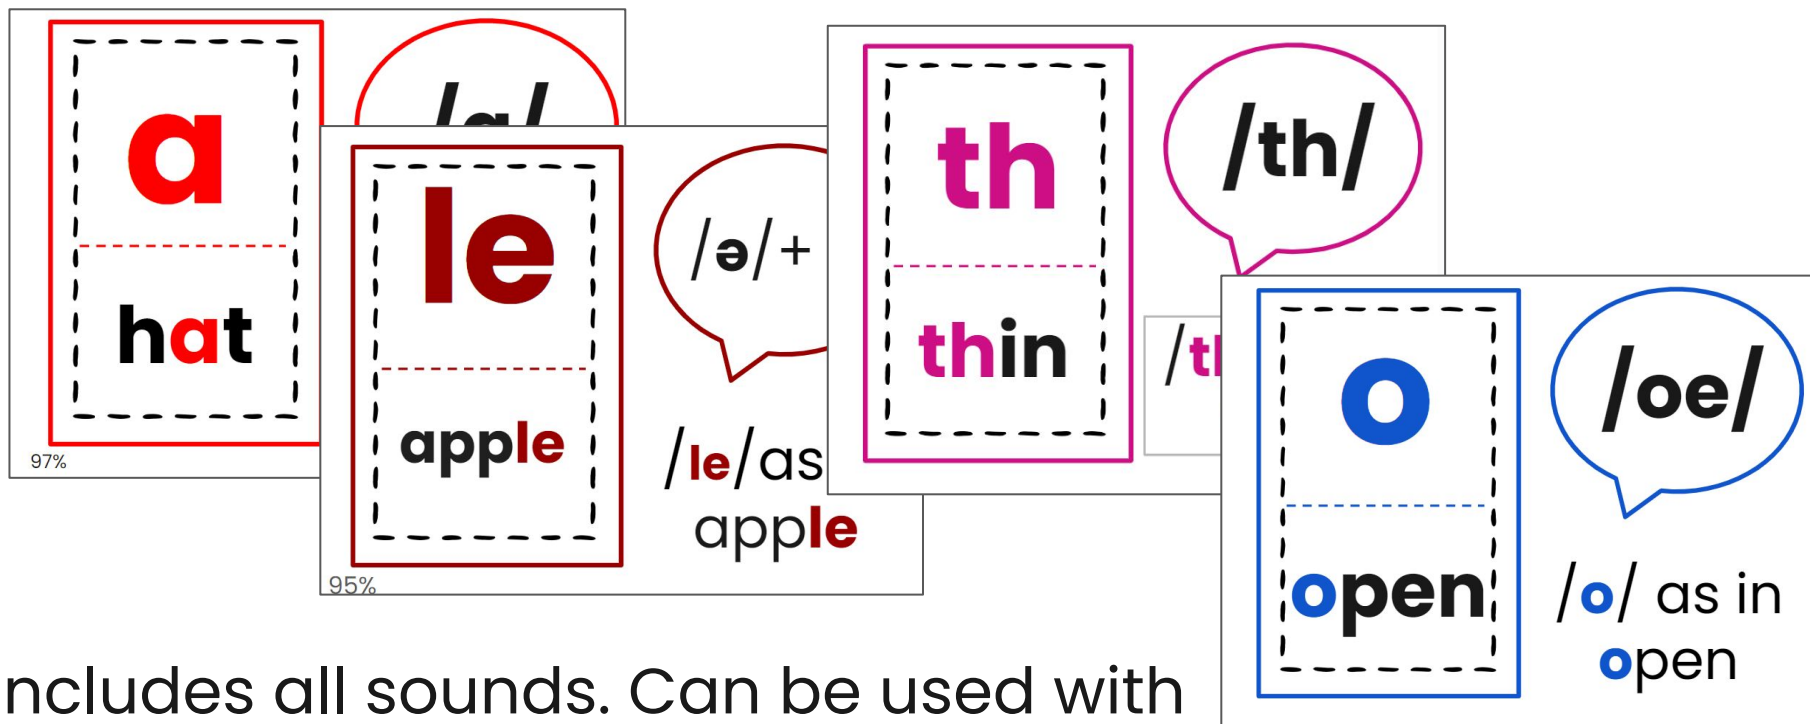 a
hat
97%
le
/ə/+
apple
/le/as
apple
95%
th
/th/
thin
o
/oe/
open
/o/ as in
open
ncludes all sounds. Can be used with